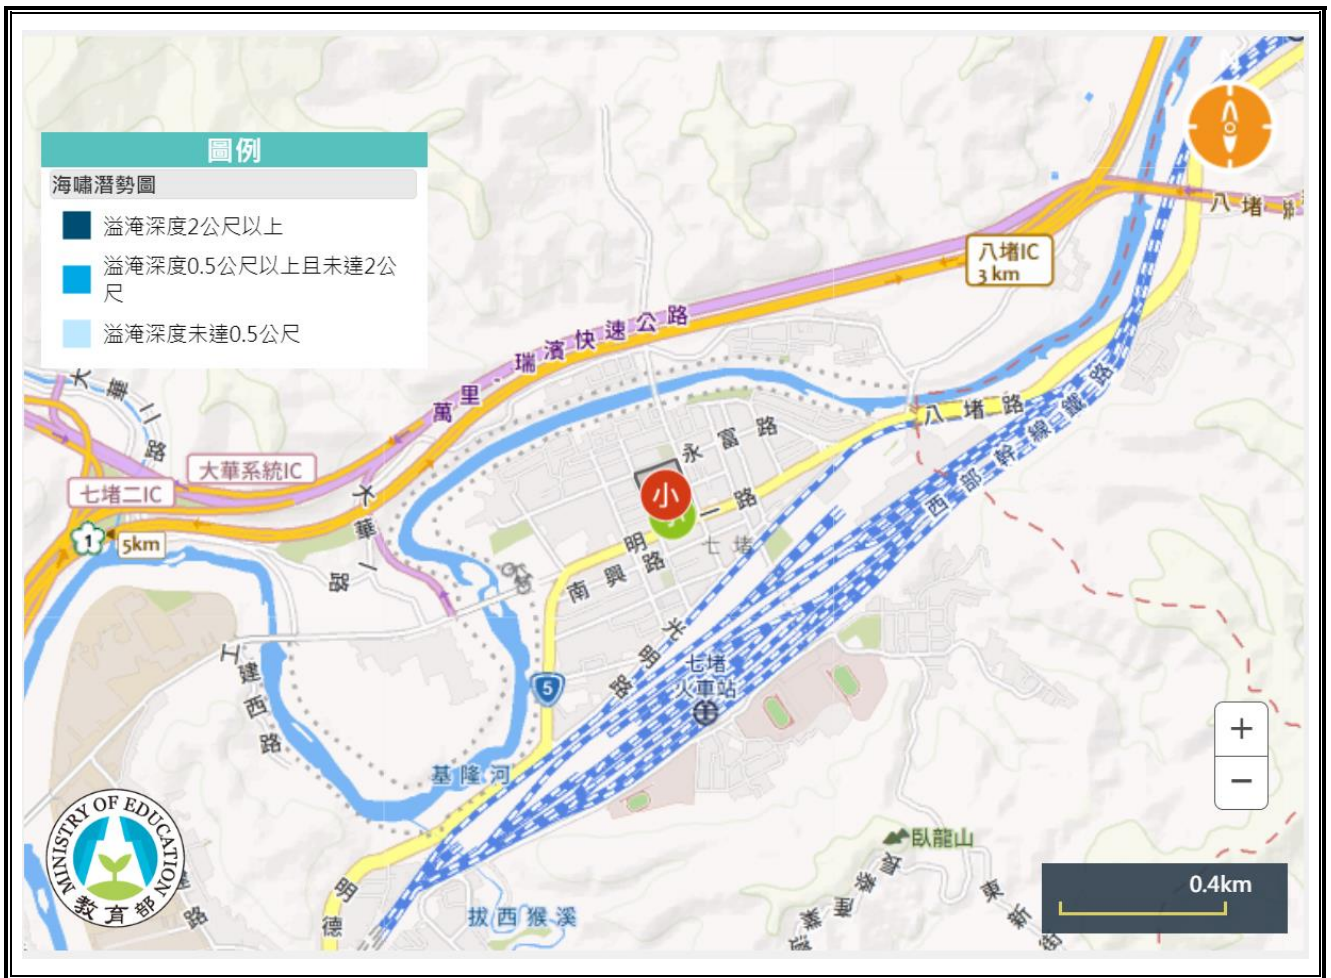 圖例
海嘯潛勢圖
溢淹深度2公尺以上
溢淹深度0.5公尺以上且未達2公
尺
溢淹深度未達0.5公尺
八堵
八堵IC
3 km
萬里.瑞濱快速公路
大華二路
大華系統IC
七堵二IC
1
5km
大華一路
八堵路
西部幹線鐵路
永富路
小
明一路
七堵
南興路
光明路
七堵
火車站
5
工建西路
基隆河
臥龍山
明德
拔西猴溪
長泰
產業
東新街
路
0.4km
+
−
MINISTRY OF EDUCATION
教育部